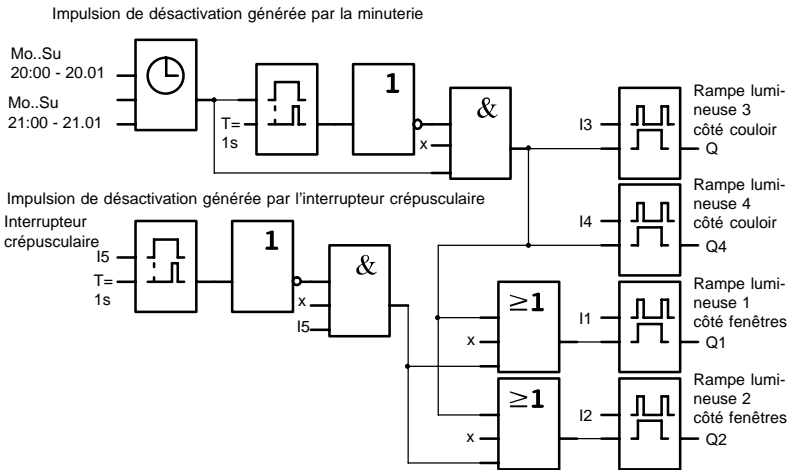 Impulsion de désactivation générée par la minuterie
Mo..Su
20:00 - 20.01
Mo..Su
21:00 - 21.01
T=
1s
1
&
x
I3
Rampe lumi-
neuse 3
côté couloir
Q
Impulsion de désactivation générée par l'interrupteur crépusculaire
Interrupteur
crépusculaire
I5
T=
1s
1
&
x
I5
I4
Rampe lumi-
neuse 4
côté couloir
Q4
≥1
x
I1
Rampe lumi-
neuse 1
côté fenêtres
Q1
≥1
x
I2
Rampe lumi-
neuse 2
côté fenêtres
Q2